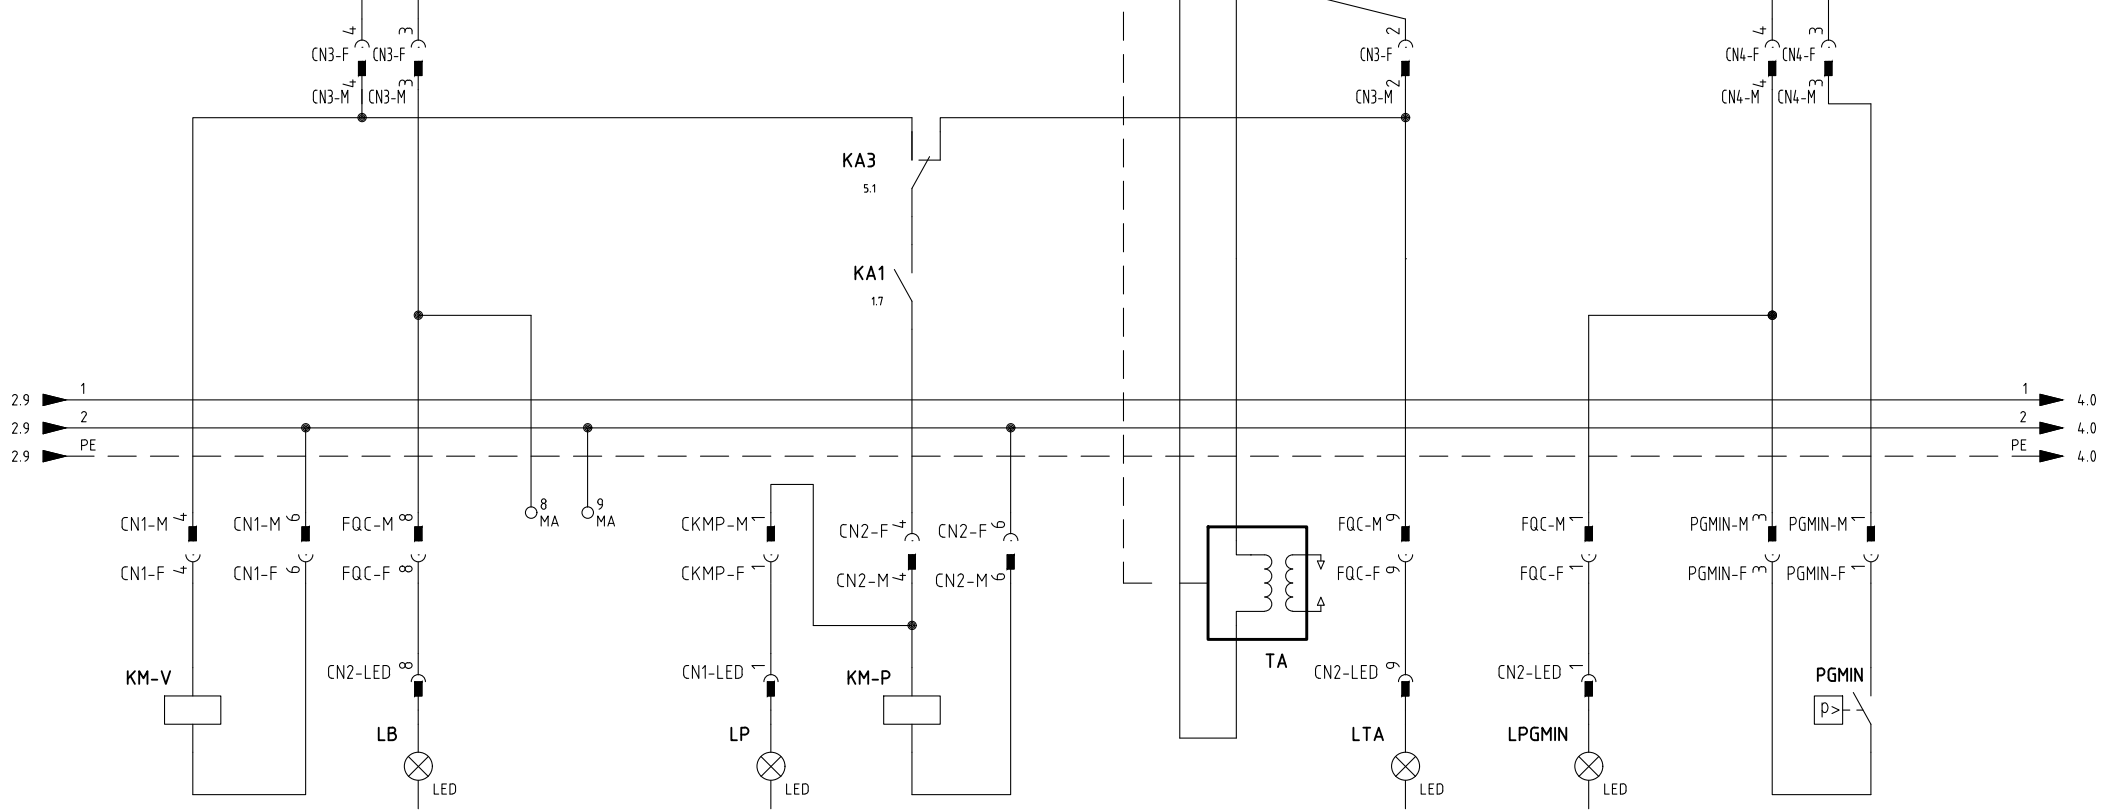 4 3 2 4 3
CN3-F CN3-F CN3-F CN4-F CN4-F
4 3 2 4 3
CN3-M CN3-M CN3-M CN4-M CN4-M
KA3
5.1
KA1
1.7
1 1
2.9 4.0
2 2
2.9 4.0
PE PE
2.9 4.0
8 9
MA MA
4 6 8 1 4 6 9 1 3 1
CN1-M CN1-M FQC-M CKMP-M CN2-F CN2-F FQC-M FQC-M PGMIN-M PGMIN-M
CN1-F CN1-F FQC-F CKMP-F CN2-M CN2-M FQC-F FQC-F PGMIN-F PGMIN-F
4 6 8 1 4 6 9 1 3 1
TA
8 1 9 1
CN2-LED CN1-LED CN2-LED CN2-LED
KM-V KM-P PGMIN
P>
LB LP LTA LPGMIN
LED LED LED LED